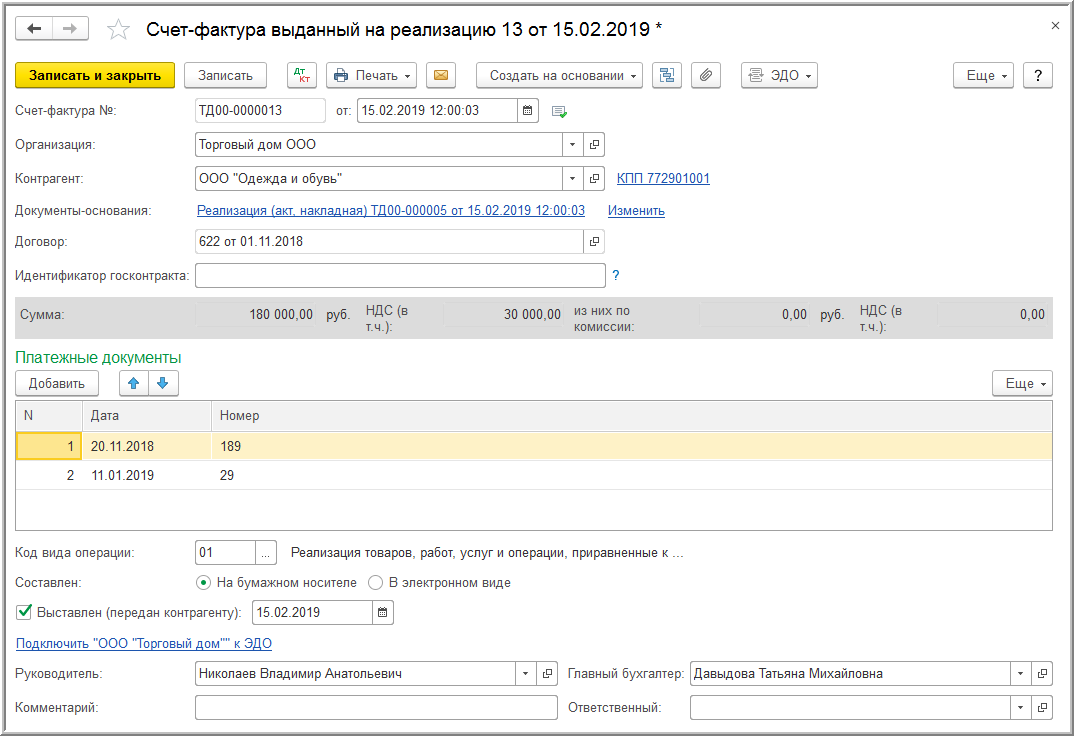 Счет-фактура выданный на реализацию 13 от 15.02.2019 *
Записать и закрыть Записать Дт Кт Печать Создать на основании ЭДО Еще ?
Счет-фактура №: ТД00-0000013 от: 15.02.2019 12:00:03
Организация: Торговый дом ООО
Контрагент: ООО "Одежда и обувь" КПП 772901001
Документы-основания: Реализация (акт, накладная) ТД00-000005 от 15.02.2019 12:00:03 Изменить
Договор: 622 от 01.11.2018
Идентификатор госконтракта: ?
Сумма: 180 000,00 руб. НДС (в т.ч.): 30 000,00 из них по комиссии: 0,00 руб. НДС (в т.ч.): 0,00
Платежные документы
Добавить Еще
N Дата Номер
1 20.11.2018 189
2 11.01.2019 29
Код вида операции: 01 ... Реализация товаров, работ, услуг и операции, приравненные к ...
Составлен: На бумажном носителе В электронном виде
Выставлен (передан контрагенту): 15.02.2019
Подключить "ООО "Торговый дом"" к ЭДО
Руководитель: Николаев Владимир Анатольевич Главный бухгалтер: Давыдова Татьяна Михайловна
Комментарий: Ответственный: